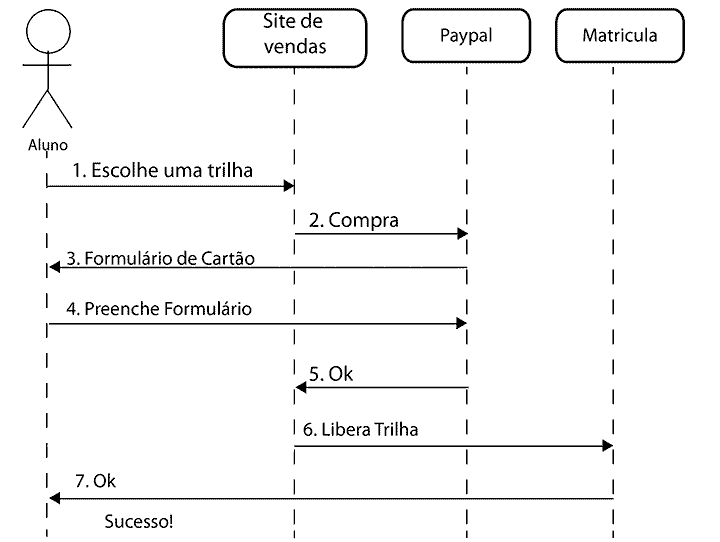 Site de
vendas
Paypal
Matricula
Aluno
1. Escolhe uma trilha
2. Compra
3. Formulário de Cartão
4. Preenche Formulário
5. Ok
6. Libera Trilha
7. Ok
Sucesso!